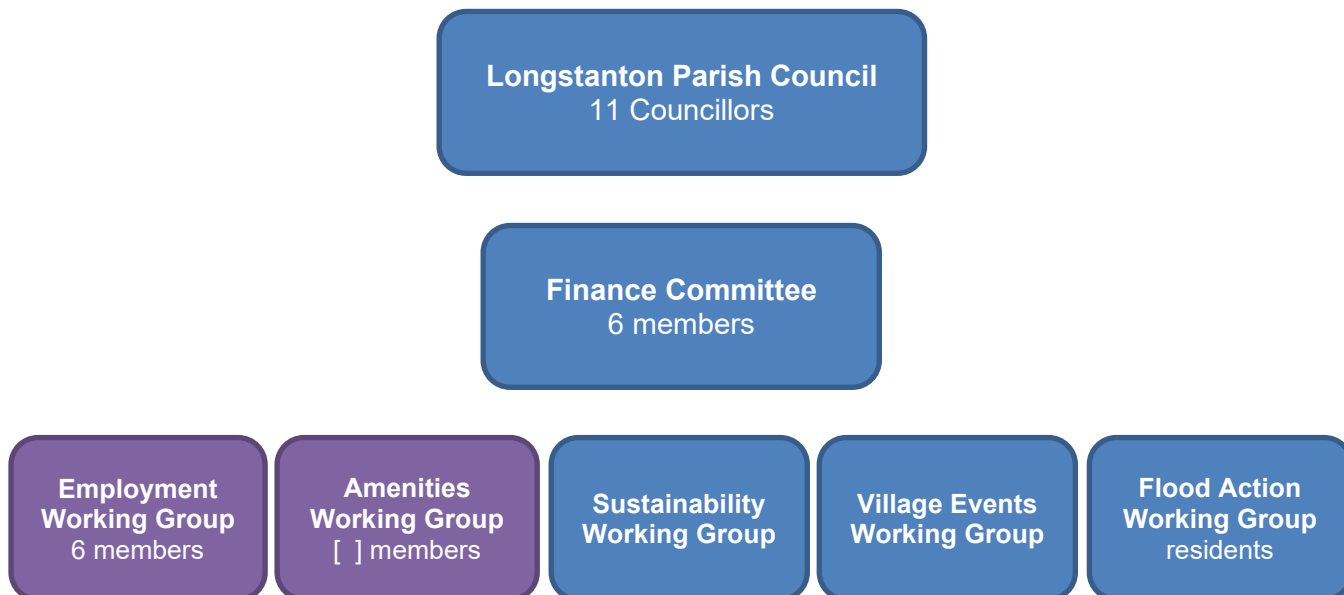 Longstanton Parish Council
11 Councillors
Finance Committee
6 members
Employment
Working Group
6 members
Amenities
Working Group
[ ] members
Sustainability
Working Group
Village Events
Working Group
Flood Action
Working Group
residents